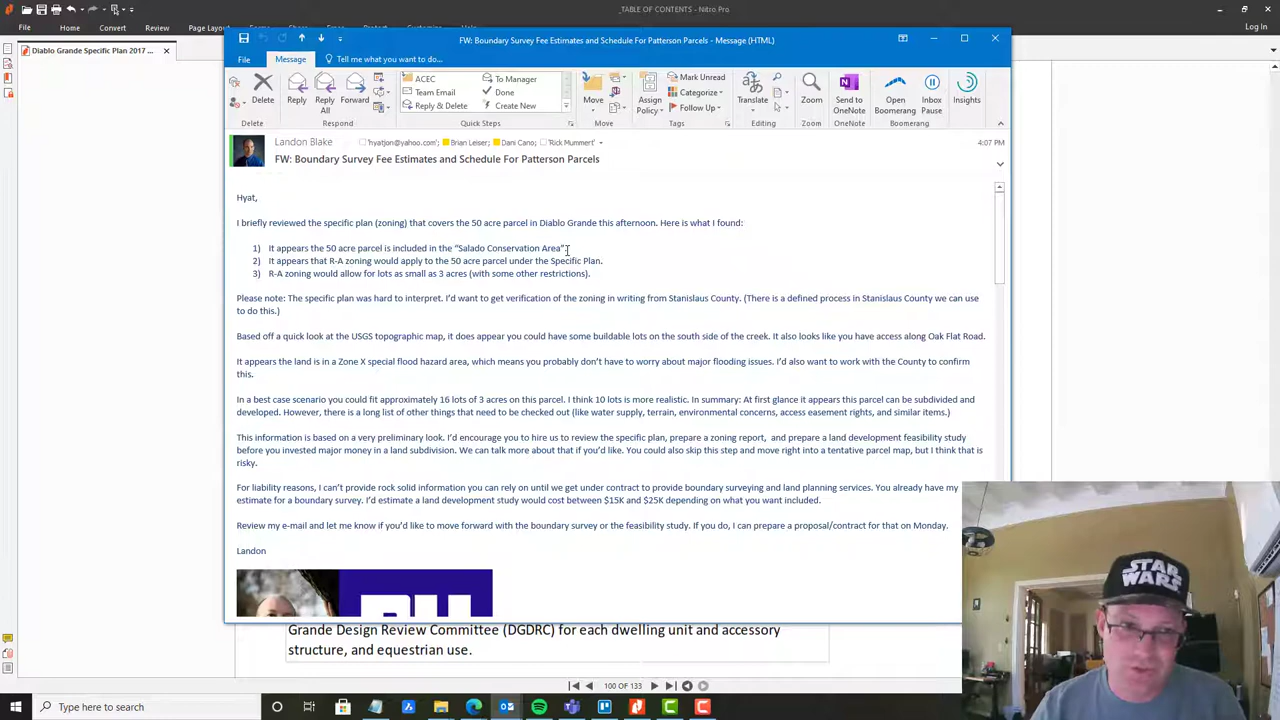 TABLE OF CONTENTS - Nitro Pro
File Home Convert Page Layout
Log In
Diablo Grande Specific Plan 2017 ...
FW: Boundary Survey Fee Estimates and Schedule For Patterson Parcels - Message (HTML)
File Message Tell me what you want to do...
Delete Reply Reply All Forward
ACEC To Manager
Team Email Done
Reply & Delete Create New
Move
Assign Policy
Mark Unread
Categorize
Follow Up
Translate Zoom Send to OneNote Open Boomerang Inbox Pause Insights
Delete Respond Quick Steps Move Tags Editing Zoom OneNote Boomerang
Landon Blake 'hyatjon@yahoo.com'; Brian Leiser; Dani Cano; 'Rick Mummert'
4:07 PM
FW: Boundary Survey Fee Estimates and Schedule For Patterson Parcels
Hyat,
I briefly reviewed the specific plan (zoning) that covers the 50 acre parcel in Diablo Grande this afternoon. Here is what I found:
1) It appears the 50 acre parcel is included in the “Salado Conservation Area”.
2) It appears that R-A zoning would apply to the 50 acre parcel under the Specific Plan.
3) R-A zoning would allow for lots as small as 3 acres (with some other restrictions).
Please note: The specific plan was hard to interpret. I’d want to get verification of the zoning in writing from Stanislaus County. (There is a defined process in Stanislaus County we can use
to do this.)
Based off a quick look at the USGS topographic map, it does appear you could have some buildable lots on the south side of the creek. It also looks like you have access along Oak Flat Road.
It appears the land is in a Zone X special flood hazard area, which means you probably don’t have to worry about major flooding issues. I’d also want to work with the County to confirm
this.
In a best case scenario you could fit approximately 16 lots of 3 acres on this parcel. I think 10 lots is more realistic. In summary: At first glance it appears this parcel can be subdivided and
developed. However, there is a long list of other things that need to be checked out (like water supply, terrain, environmental concerns, access easement rights, and similar items.)
This information is based on a very preliminary look. I’d encourage you to hire us to review the specific plan, prepare a zoning report, and prepare a land development feasibility study
before you invested major money in a land subdivision. We can talk more about that if you’d like. You could also skip this step and move right into a tentative parcel map, but I think that is
risky.
For liability reasons, I can’t provide rock solid information you can rely on until we get under contract to provide boundary surveying and land planning services. You already have my
estimate for a boundary survey. I’d estimate a land development study would cost between $15K and $25K depending on what you want included.
Review my e-mail and let me know if you’d like to move forward with the boundary survey or the feasibility study. If you do, I can prepare a proposal/contract for that on Monday.
Landon
Grande Design Review Committee (DGDRC) for each dwelling unit and accessory
structure, and equestrian use.
100 OF 133
Type here to search
STAR
WARS